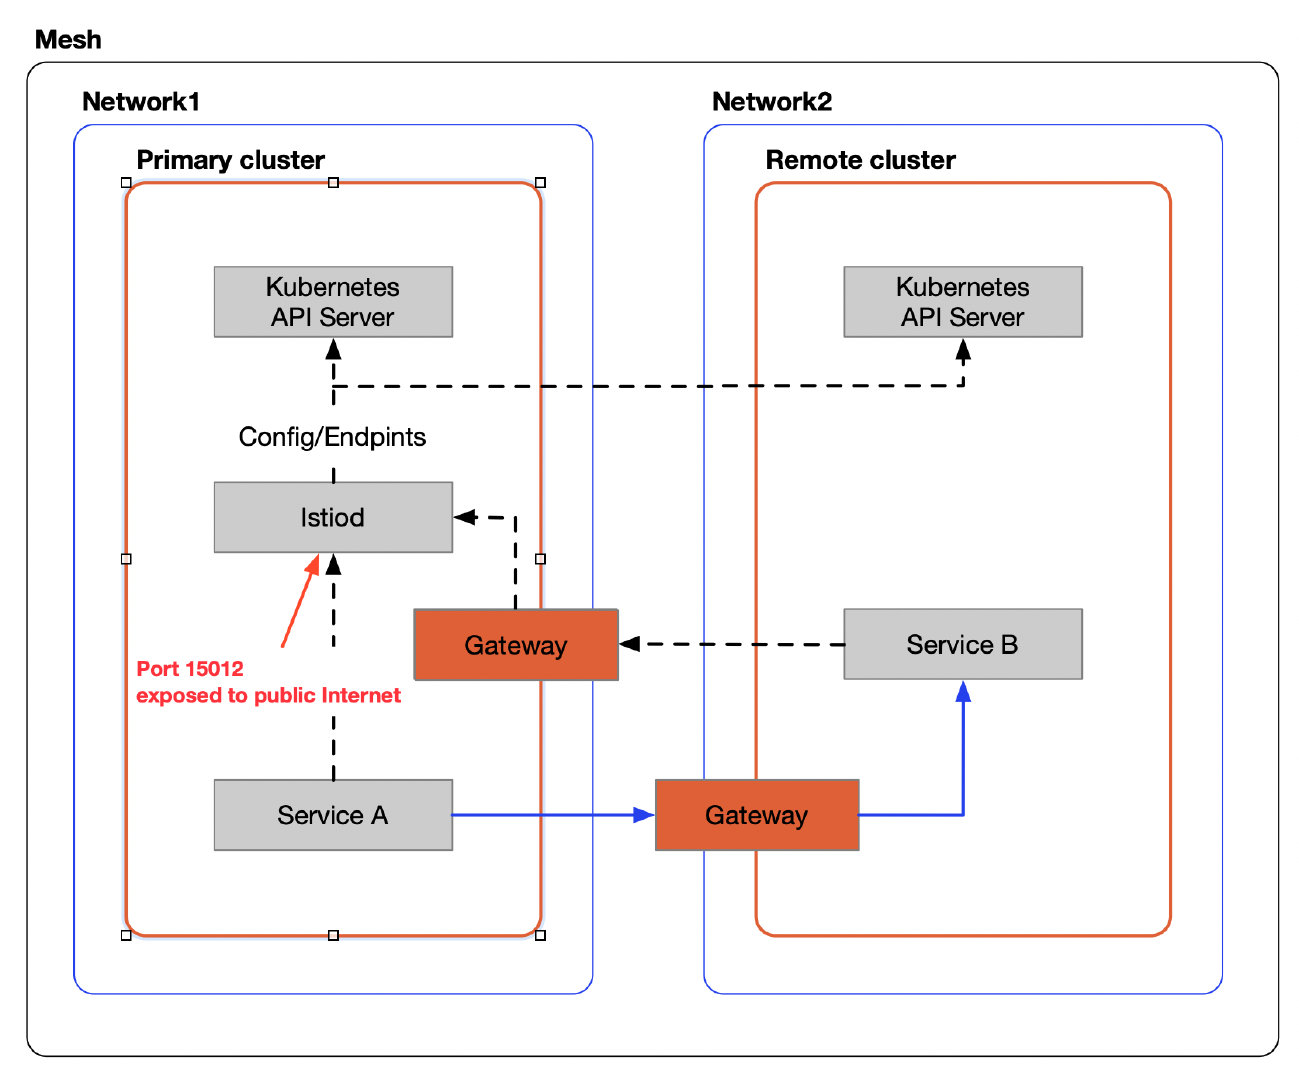 Mesh
Network1
Network2
Primary cluster
Remote cluster
Kubernetes
API Server
Kubernetes
API Server
Config/Endpints
Istiod
Gateway
Service B
Port 15012
exposed to public Internet
Service A
Gateway